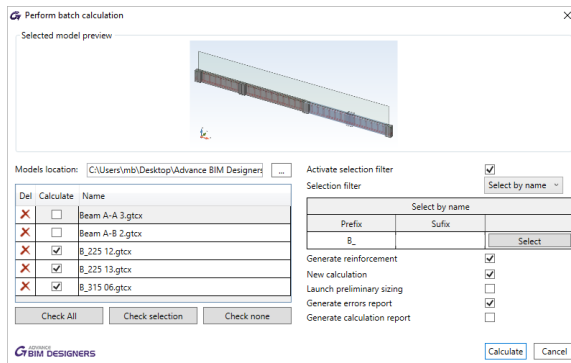 Perform batch calculation
Selected model preview
Models location: C:\Users\mb\Desktop\Advance BIM Designers ...
Del Calculate Name
Beam A-A 3.gtcx
Beam A-B 2.gtcx
B_225 12.gtcx
B_225 13.gtcx
B_315 06.gtcx
Check All Check selection Check none
Activate selection filter
Selection filter Select by name
Select by name
Prefix Sufix
B_ Select
Generate reinforcement
New calculation
Launch preliminary sizing
Generate errors report
Generate calculation report
ADVANCE
BIM DESIGNERS
Calculate Cancel